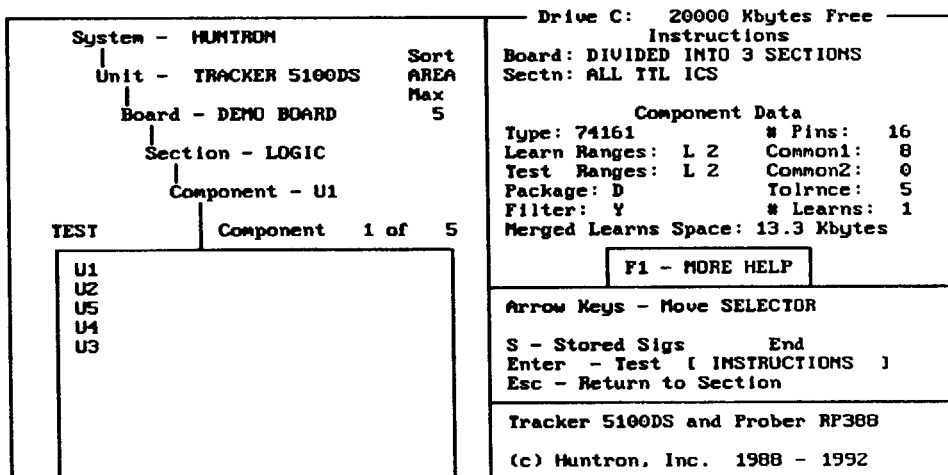 System - HUNTRON
Unit - TRACKER 5100DS
Board - DEMO BOARD
Section - LOGIC
Component - U1
Sort
AREA
Max
5
TEST Component 1 of 5
U1
U2
U5
U4
U3
Drive C: 20000 Kbytes Free
Instructions
Board: DIVIDED INTO 3 SECTIONS
Sectn: ALL TTL ICS
Component Data
Type: 74161 # Pins: 16
Learn Ranges: L 2 Common1: 8
Test Ranges: L 2 Common2: 0
Package: D Tolrnce: 5
Filter: Y # Learns: 1
Merged Learns Space: 13.3 Kbytes
F1 - MORE HELP
Arrow Keys - Move SELECTOR
S - Stored Sigs End
Enter - Test [ INSTRUCTIONS ]
Esc - Return to Section
Tracker 5100DS and Prober RP388
(c) Huntron, Inc. 1988 - 1992